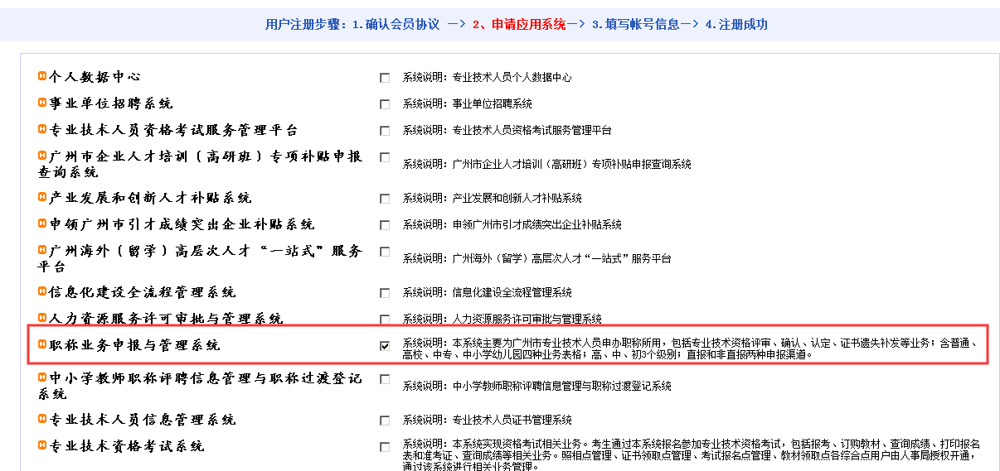 用户注册步骤：1.确认会员协议 —> 2、申请应用系统—> 3.填写帐号信息—> 4.注册成功
个人数据中心 系统说明：专业技术人员个人数据中心
事业单位招聘系统 系统说明：事业单位招聘系统
专业技术人员资格考试服务管理平台 系统说明：专业技术人员资格考试服务管理平台
广州市企业人才培训（高研班）专项补贴申报
查询系统
系统说明：广州市企业人才培训（高研班）专项补贴申报查询系统
产业发展和创新人才补贴系统 系统说明：产业发展和创新人才补贴系统
申领广州市引才成绩突出企业补贴系统 系统说明：申领广州市引才成绩突出企业补贴系统
广州海外（留学）高层次人才“一站式”服务
平台
系统说明：广州海外（留学）高层次人才“一站式”服务平台
信息化建设全流程管理系统 系统说明：信息化建设全流程管理系统
人力资源服务许可审批与管理系统 系统说明：人力资源服务许可审批与管理系统
职称业务申报与管理系统
系统说明：本系统主要为广州市专业技术人员申办职称所用，包括专业技术资格评审、确认、认定、证书遗失补发等业务；含普通、
高校、中专、中小学幼儿园四种业务表格；高、中、初3个级别；直报和非直报两种申报渠道。
中小学教师职称评聘信息管理与职称过渡登记
系统
系统说明：中小学教师职称评聘信息管理与职称过渡登记系统
专业技术人员信息管理系统 系统说明：专业技术人员证书管理系统
专业技术资格考试系统
系统说明：本系统实现资格考试相关业务。考生通过本系统报名参加专业技术资格考试，包括报考、订购教材、查询成绩、打印报名
表和准考证、查询成绩等相关业务。照相点管理、证书领取点管理、考试报名点管理、教材领取点各综合点用户由人事局授权开通，
通过该系统进行相关业务管理。